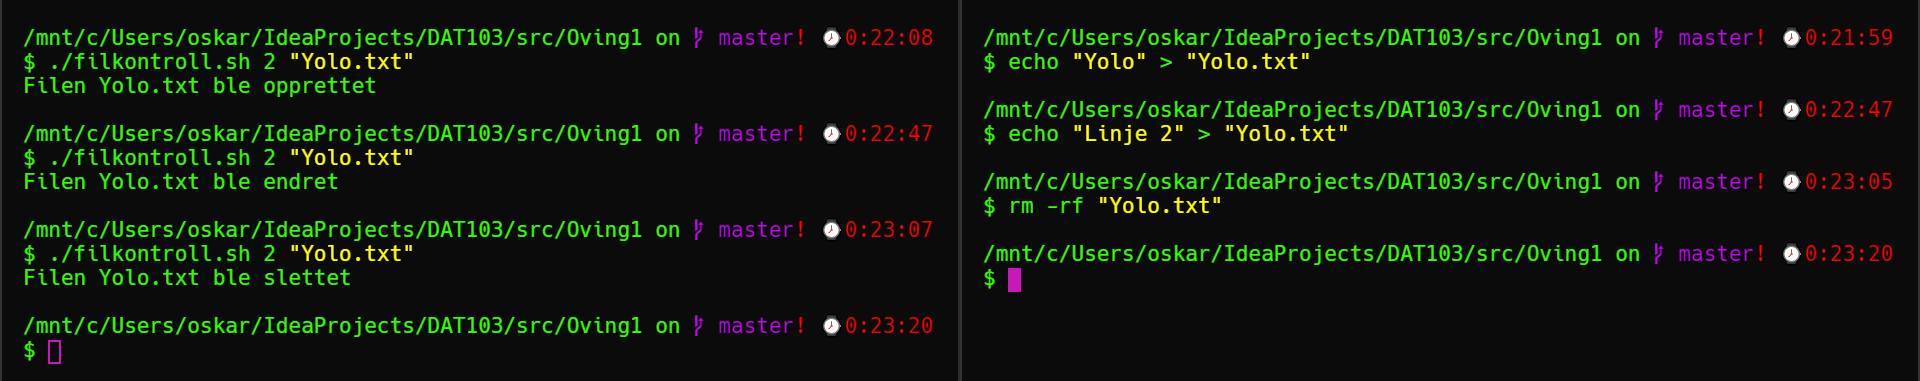 /mnt/c/Users/oskar/IdeaProjects/DAT103/src/Oving1 on master! 0:22:08
$ ./filkontroll.sh 2 "Yolo.txt"
Filen Yolo.txt ble opprettet
/mnt/c/Users/oskar/IdeaProjects/DAT103/src/Oving1 on master! 0:22:47
$ ./filkontroll.sh 2 "Yolo.txt"
Filen Yolo.txt ble endret
/mnt/c/Users/oskar/IdeaProjects/DAT103/src/Oving1 on master! 0:23:07
$ ./filkontroll.sh 2 "Yolo.txt"
Filen Yolo.txt ble slettet
/mnt/c/Users/oskar/IdeaProjects/DAT103/src/Oving1 on master! 0:23:20
$
/mnt/c/Users/oskar/IdeaProjects/DAT103/src/Oving1 on master! 0:21:59
$ echo "Yolo" > "Yolo.txt"
/mnt/c/Users/oskar/IdeaProjects/DAT103/src/Oving1 on master! 0:22:47
$ echo "Linje 2" > "Yolo.txt"
/mnt/c/Users/oskar/IdeaProjects/DAT103/src/Oving1 on master! 0:23:05
$ rm -rf "Yolo.txt"
/mnt/c/Users/oskar/IdeaProjects/DAT103/src/Oving1 on master! 0:23:20
$